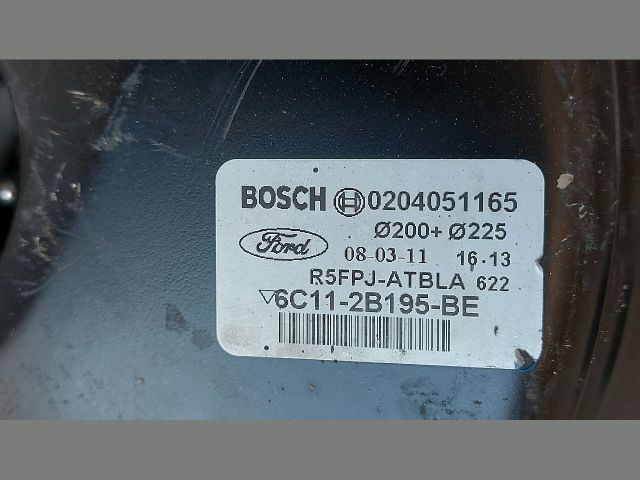 BOSCH 0204051165
Ø200+ Ø225
Ford 08-03-11 16.13
R5FPJ-ATBLA 622
▽6C11-2B195-BE